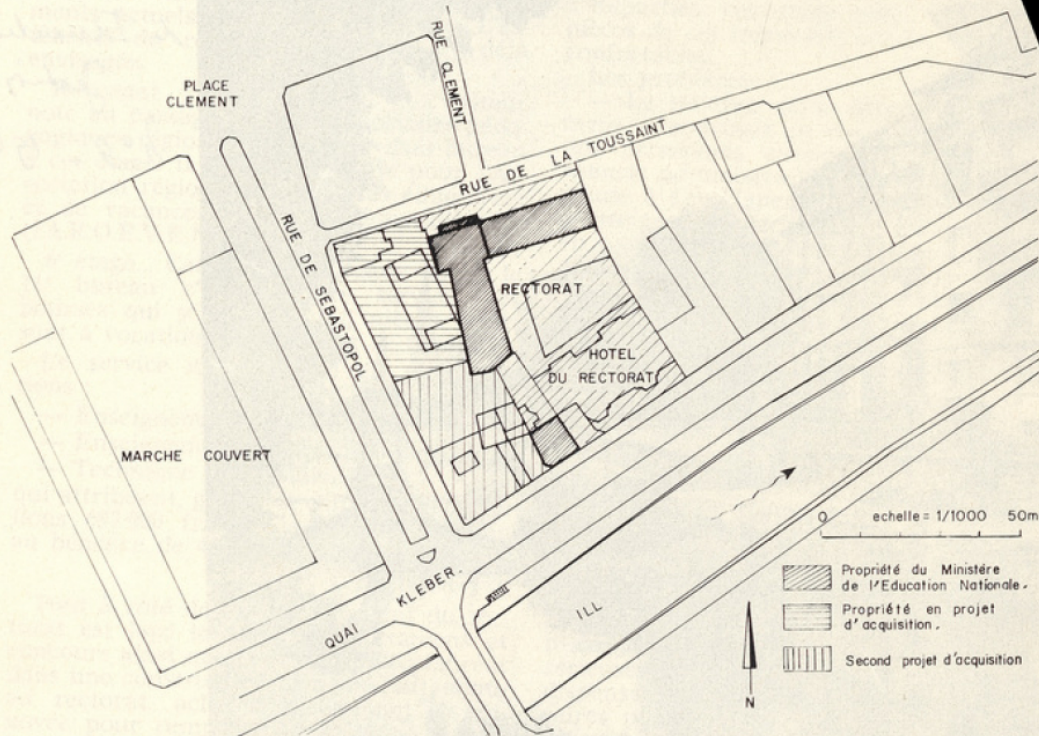 PLACE
CLEMENT
RUE CLEMENT
RUE DE LA TOUSSAINT
RUE DE SEBASTOPOL
RECTORAT
HOTEL
DU RECTORAT
MARCHE COUVERT
QUAI KLEBER.
ILL
0 echelle = 1/1000 50m
Propriété du Ministère
de l'Education Nationale.
Propriété en projet
d'acquisition.
Second projet d'acquisition
N